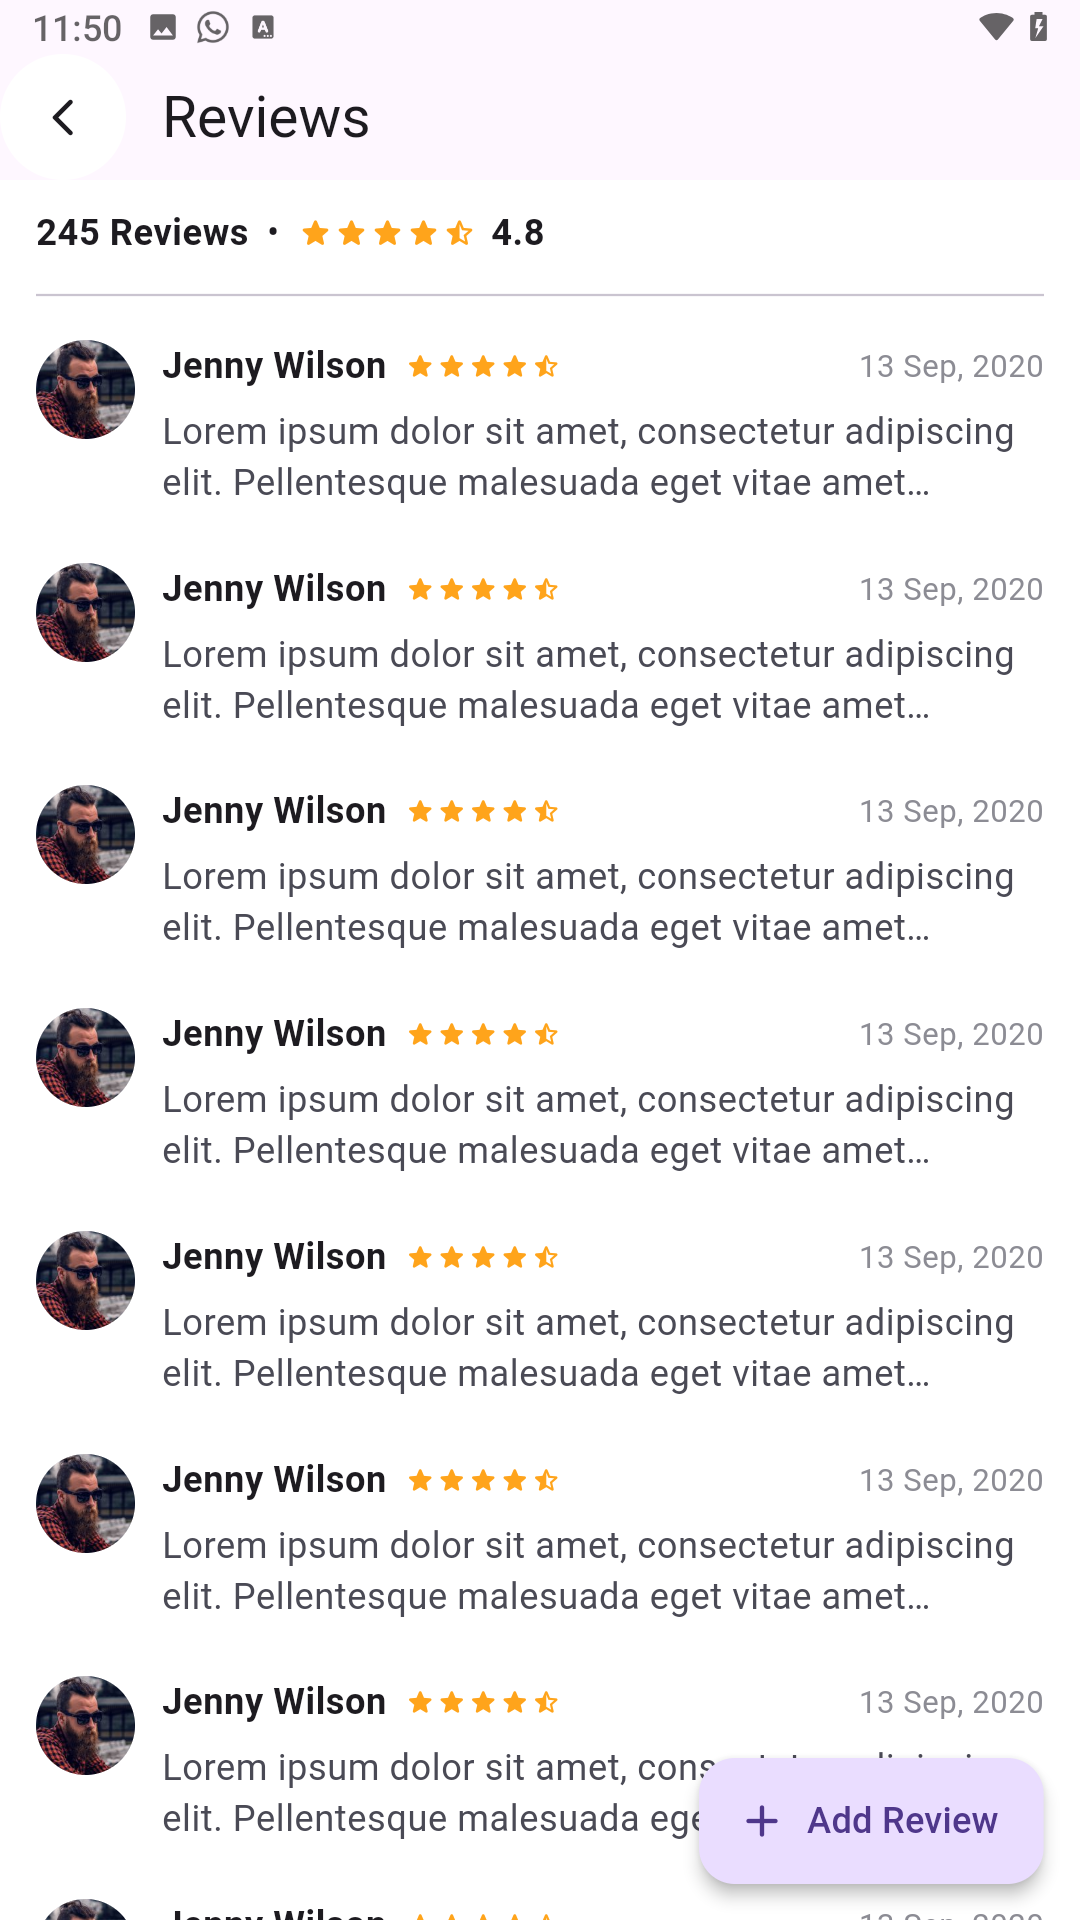 11:50
Reviews
245 Reviews • 4.8
Jenny Wilson 13 Sep, 2020
Lorem ipsum dolor sit amet, consectetur adipiscing
elit. Pellentesque malesuada eget vitae amet...
Jenny Wilson 13 Sep, 2020
Lorem ipsum dolor sit amet, consectetur adipiscing
elit. Pellentesque malesuada eget vitae amet...
Jenny Wilson 13 Sep, 2020
Lorem ipsum dolor sit amet, consectetur adipiscing
elit. Pellentesque malesuada eget vitae amet...
Jenny Wilson 13 Sep, 2020
Lorem ipsum dolor sit amet, consectetur adipiscing
elit. Pellentesque malesuada eget vitae amet...
Jenny Wilson 13 Sep, 2020
Lorem ipsum dolor sit amet, consectetur adipiscing
elit. Pellentesque malesuada eget vitae amet...
Jenny Wilson 13 Sep, 2020
Lorem ipsum dolor sit amet, consectetur adipiscing
elit. Pellentesque malesuada eget vitae amet...
Jenny Wilson 13 Sep, 2020
Lorem ipsum dolor sit amet,
elit. Pellentesque malesuada
Add Review